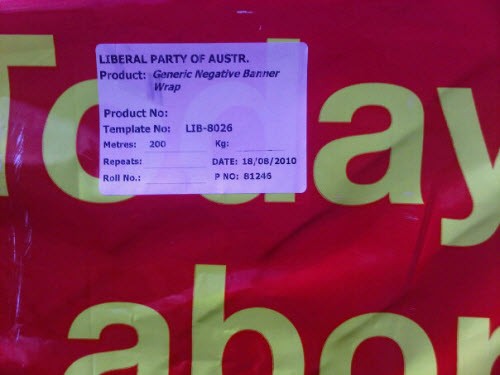 Today
LIBERAL PARTY OF AUSTR.
Product: Generic Negative Banner
Wrap
Product No:
Template No: LIB-8026
Metres: 200 Kg:
Repeats: DATE: 18/08/2010
Roll No.: P NO: 81246
abor